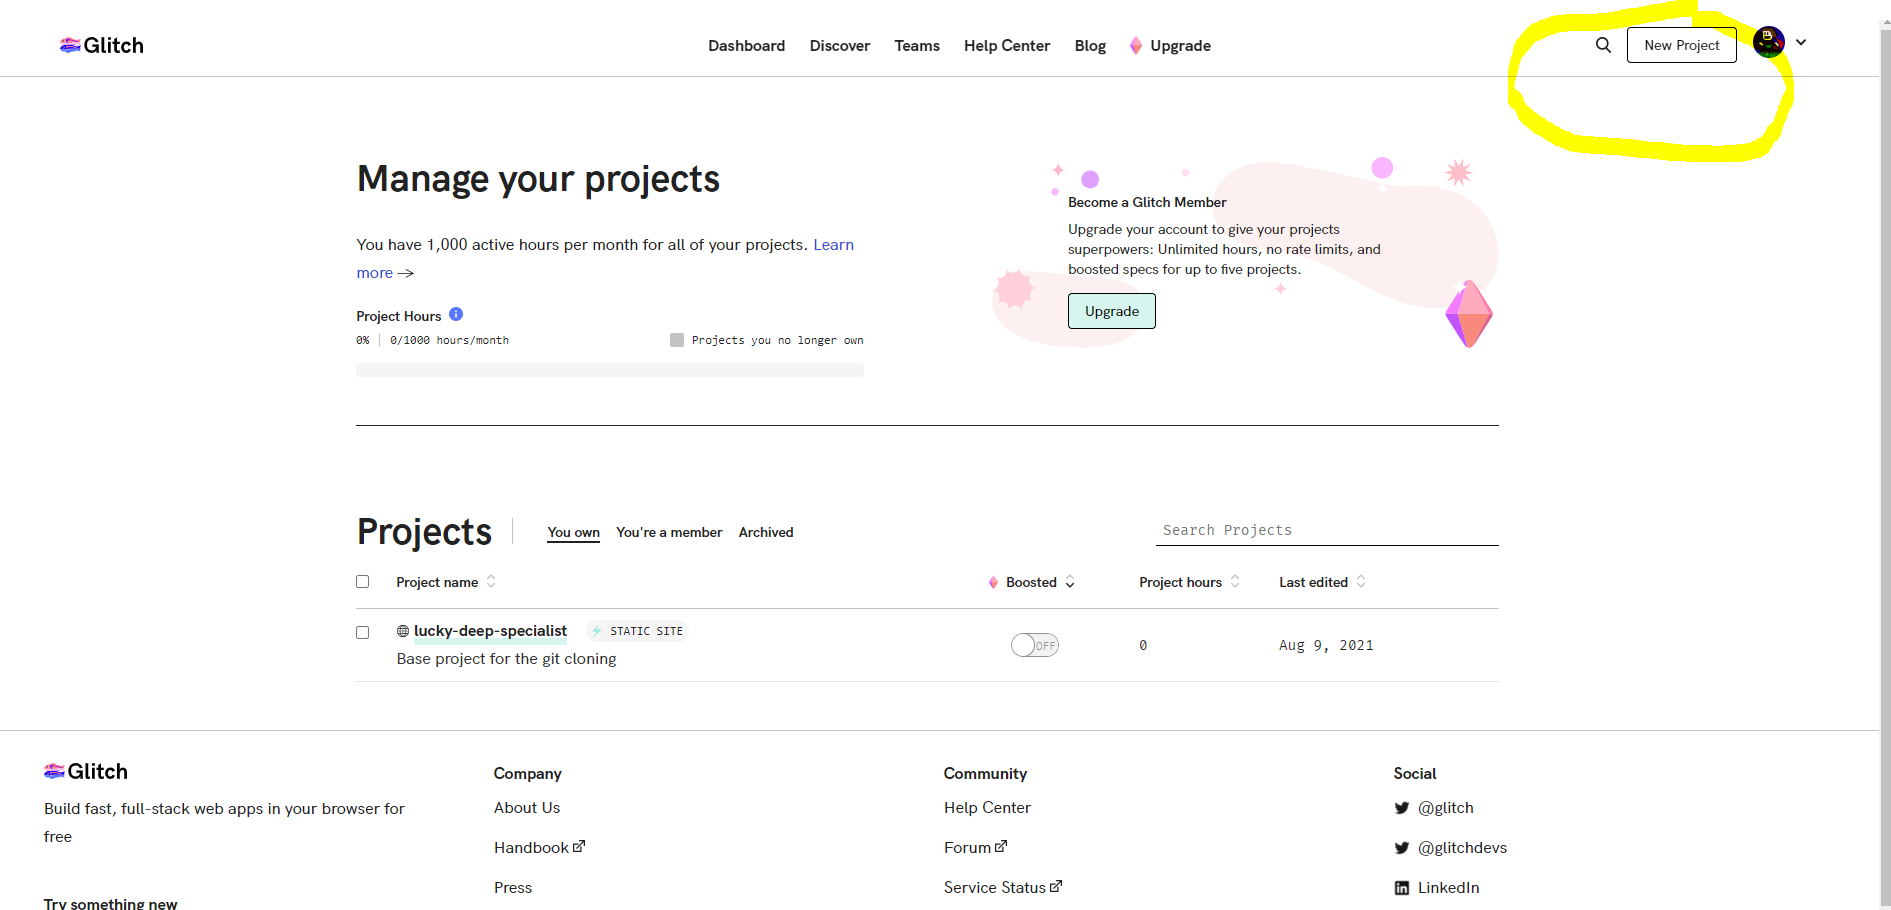 Glitch
Dashboard Discover Teams Help Center Blog Upgrade
New Project
Manage your projects
You have 1,000 active hours per month for all of your projects. Learn
more →
Project Hours
0% 0/1000 hours/month
Projects you no longer own
Become a Glitch Member
Upgrade your account to give your projects
superpowers: Unlimited hours, no rate limits, and
boosted specs for up to five projects.
Upgrade
Projects
You own You're a member Archived
Search Projects
Project name Boosted Project hours Last edited
lucky-deep-specialist STATIC SITE
Base project for the git cloning
OFF
0
Aug 9, 2021
Glitch
Build fast, full-stack web apps in your browser for
free
Try something new
Company
About Us
Handbook
Press
Community
Help Center
Forum
Service Status
Social
@glitch
@glitchdevs
LinkedIn